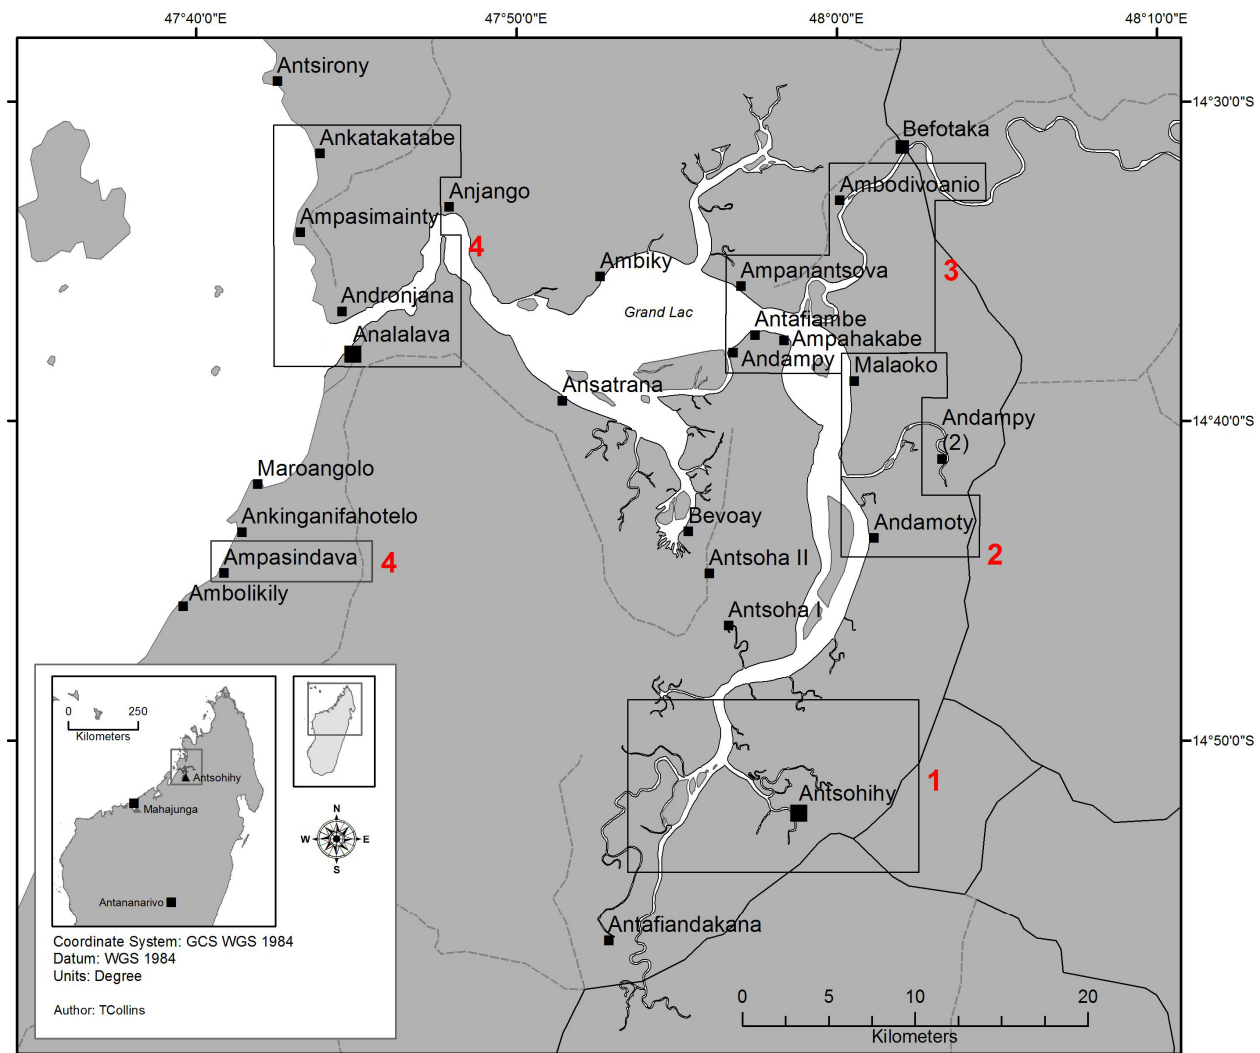 47°40'0"E
47°50'0"E
48°0'0"E
48°10'0"E
Antsirony
14°30'0"S
Befotaka
Ankatakatabe
Ambodivoanio
Anjango
Ampasimainty
4
3
Ambiky
Ampanantsova
Grand Lac
Andronjana
Antafiambe
Analalava
Ampahakabe
Andampy
Malaoko
Ansatrana
14°40'0"S
Andampy
(2)
Maroangolo
Ankinganifahotelo
Bevoay
Andamoty
Ampasindava
4
Antsoha II
2
Ambolikily
Antsoha I
0
250
Kilometers
14°50'0"S
Antsohihy
1
Antsohihy
Mahajunga
N
W
E
S
Antananarivo
Antafiandakana
Coordinate System: GCS WGS 1984
Datum: WGS 1984
Units: Degree
Author: TCollins
0
5
10
20
Kilometers